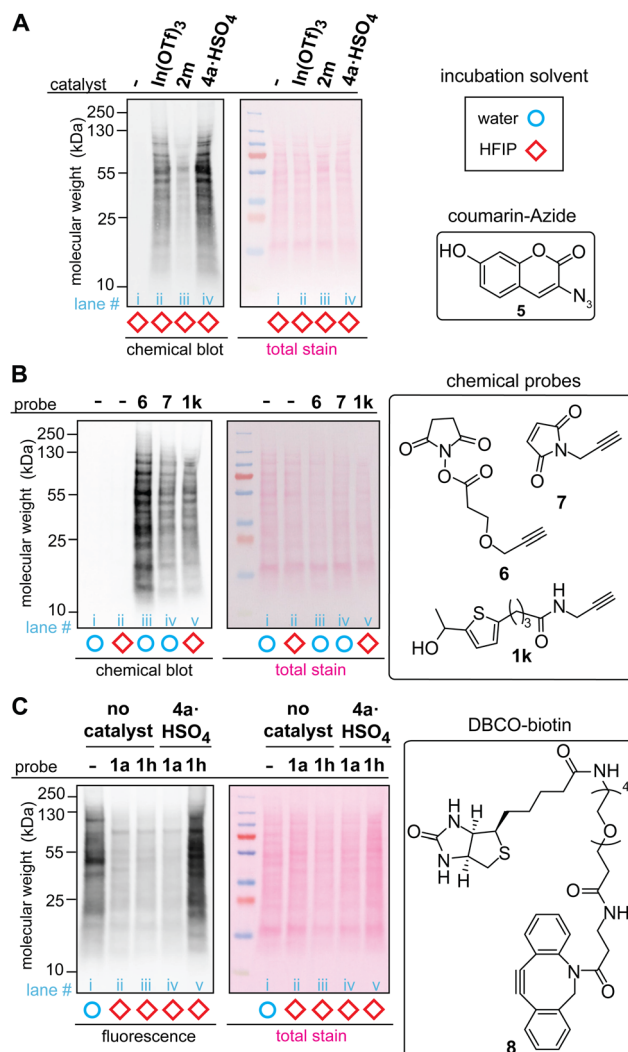 A
catalyst
-
In(OTf)3
2m
4a·HSO4
-
In(OTf)3
2m
4a·HSO4
molecular weight (kDa)
250
130
55
25
10
lane #
i
ii
iii
iv
i
ii
iii
iv
chemical blot
total stain
incubation solvent
water
HFIP
coumarin-Azide
HO
O
O
N3
5
B
probe
-
-
6
7
1k
-
-
6
7
1k
molecular weight (kDa)
250
130
55
25
10
lane #
i
ii
iii
iv
v
i
ii
iii
iv
v
chemical blot
total stain
chemical probes
O
N
O
O
O
O
6
O
N
O
7
S
OH
( )3
O
H
N
1k
C
no
catalyst
4a·
HSO4
no
catalyst
4a·
HSO4
probe
-
1a
1h
1a
1h
-
1a
1h
1a
1h
molecular weight (kDa)
250
130
55
25
10
lane #
i
ii
iii
iv
v
i
ii
iii
iv
v
fluorescence
total stain
DBCO-biotin
O
NH
( )4
O
HN
O
N
H
H
H
S
O
NH
N
O
8